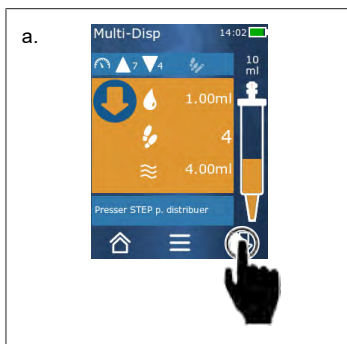 a.
Multi-Disp 14:02
7 4 10 ml
1.00ml
4
4.00ml
Presser STEP p. distribuer